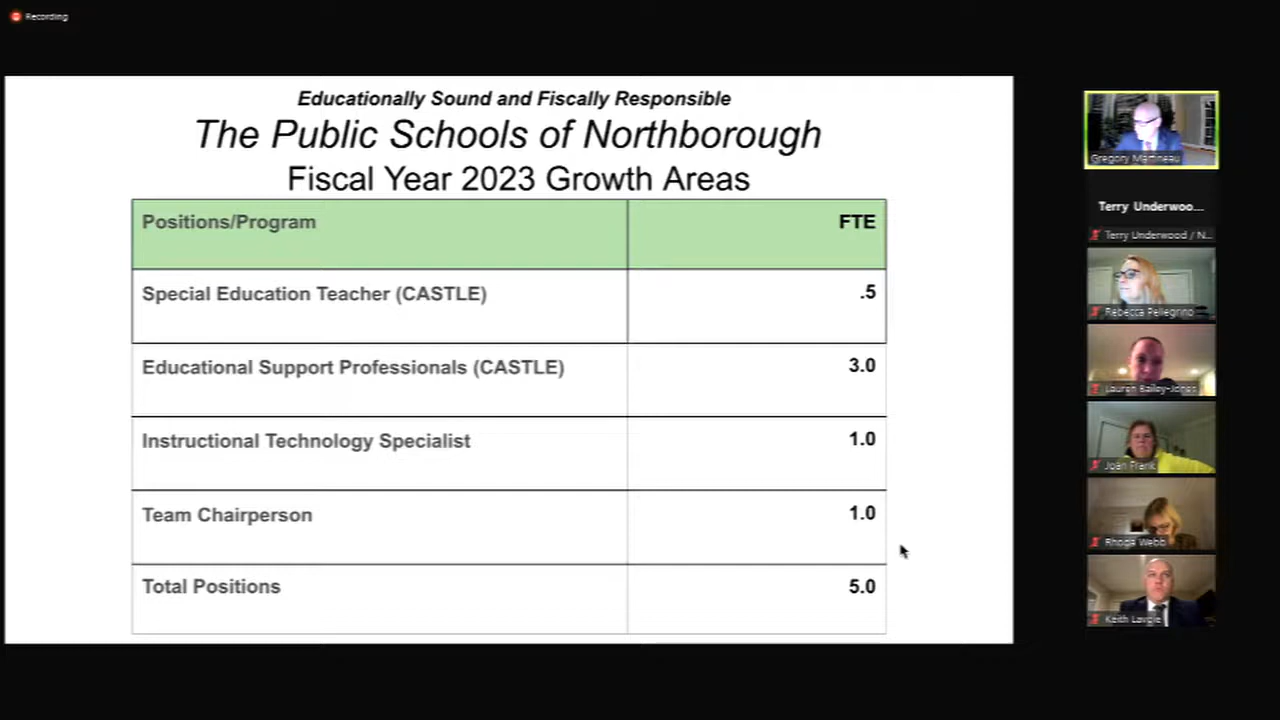 Recording
Educationally Sound and Fiscally Responsible
The Public Schools of Northborough
Fiscal Year 2023 Growth Areas
Positions/Program FTE
Special Education Teacher (CASTLE) .5
Educational Support Professionals (CASTLE) 3.0
Instructional Technology Specialist 1.0
Team Chairperson 1.0
Total Positions 5.0
Gregory Martineau
Terry Underwoo...
Terry Underwood / N...
Rebecca Pellegrino
Lauren Bailey-Jones
Joan Frank
Rhoda Webb
Keith Lavoie